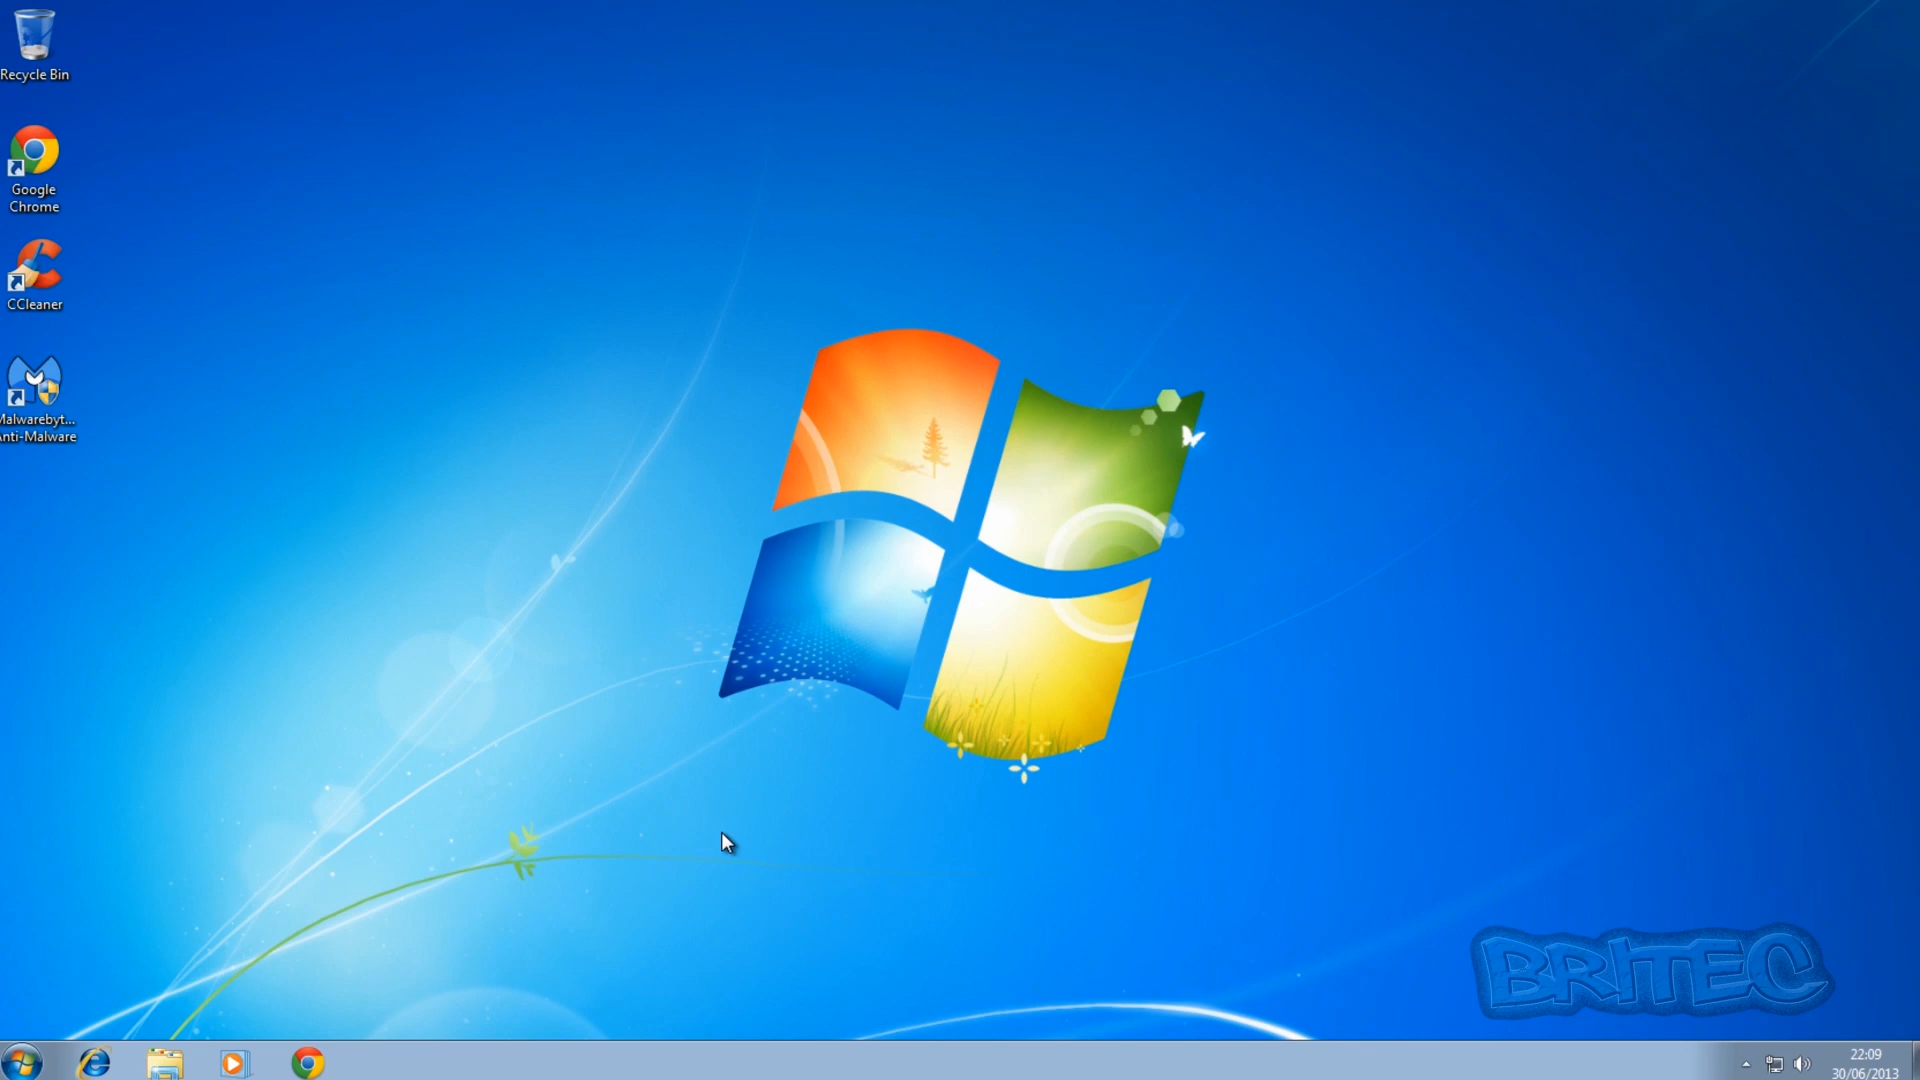 Recycle Bin
Google
Chrome
CCleaner
Malwarebyt...
Anti-Malware
BRITEC
22:09
30/06/2013